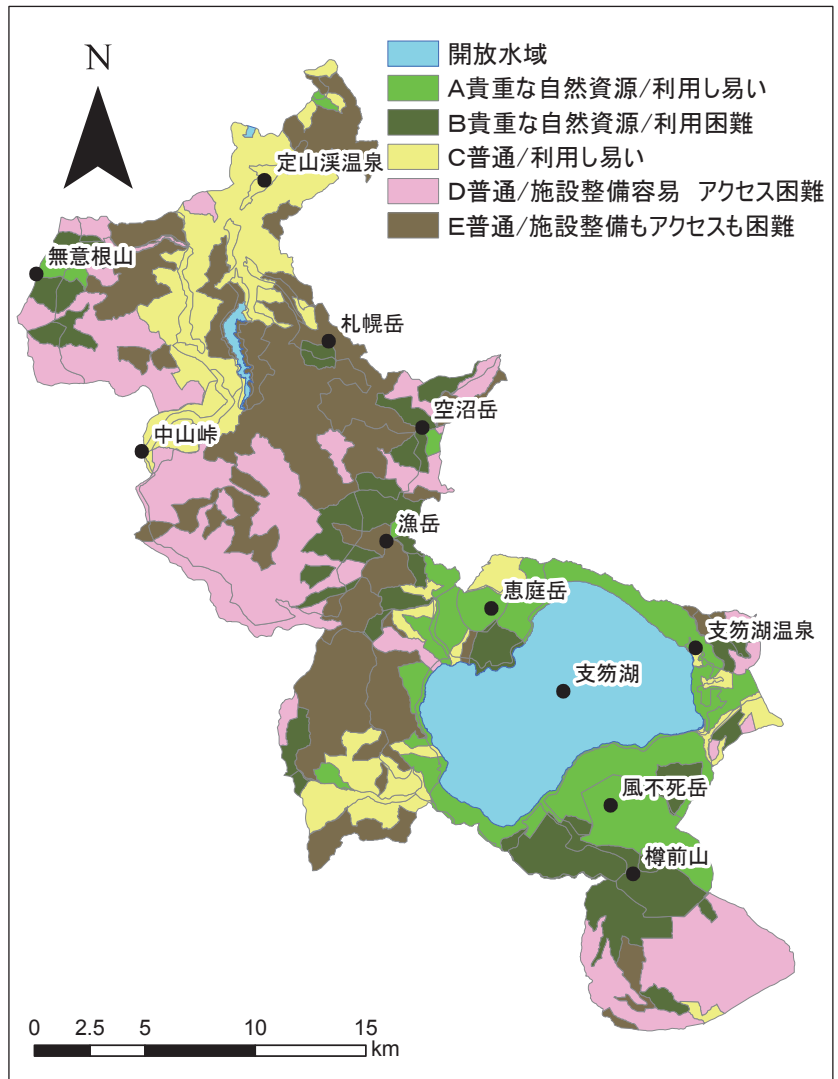 N
開放水域
A貴重な自然資源/利用し易い
B貴重な自然資源/利用困難
C普通/利用し易い
D普通/施設整備容易 アクセス困難
E普通/施設整備もアクセスも困難
定山渓温泉
無意根山
札幌岳
空沼岳
中山峠
漁岳
恵庭岳
支笏湖温泉
支笏湖
風不死岳
樽前山
0 2.5 5 10 15
km